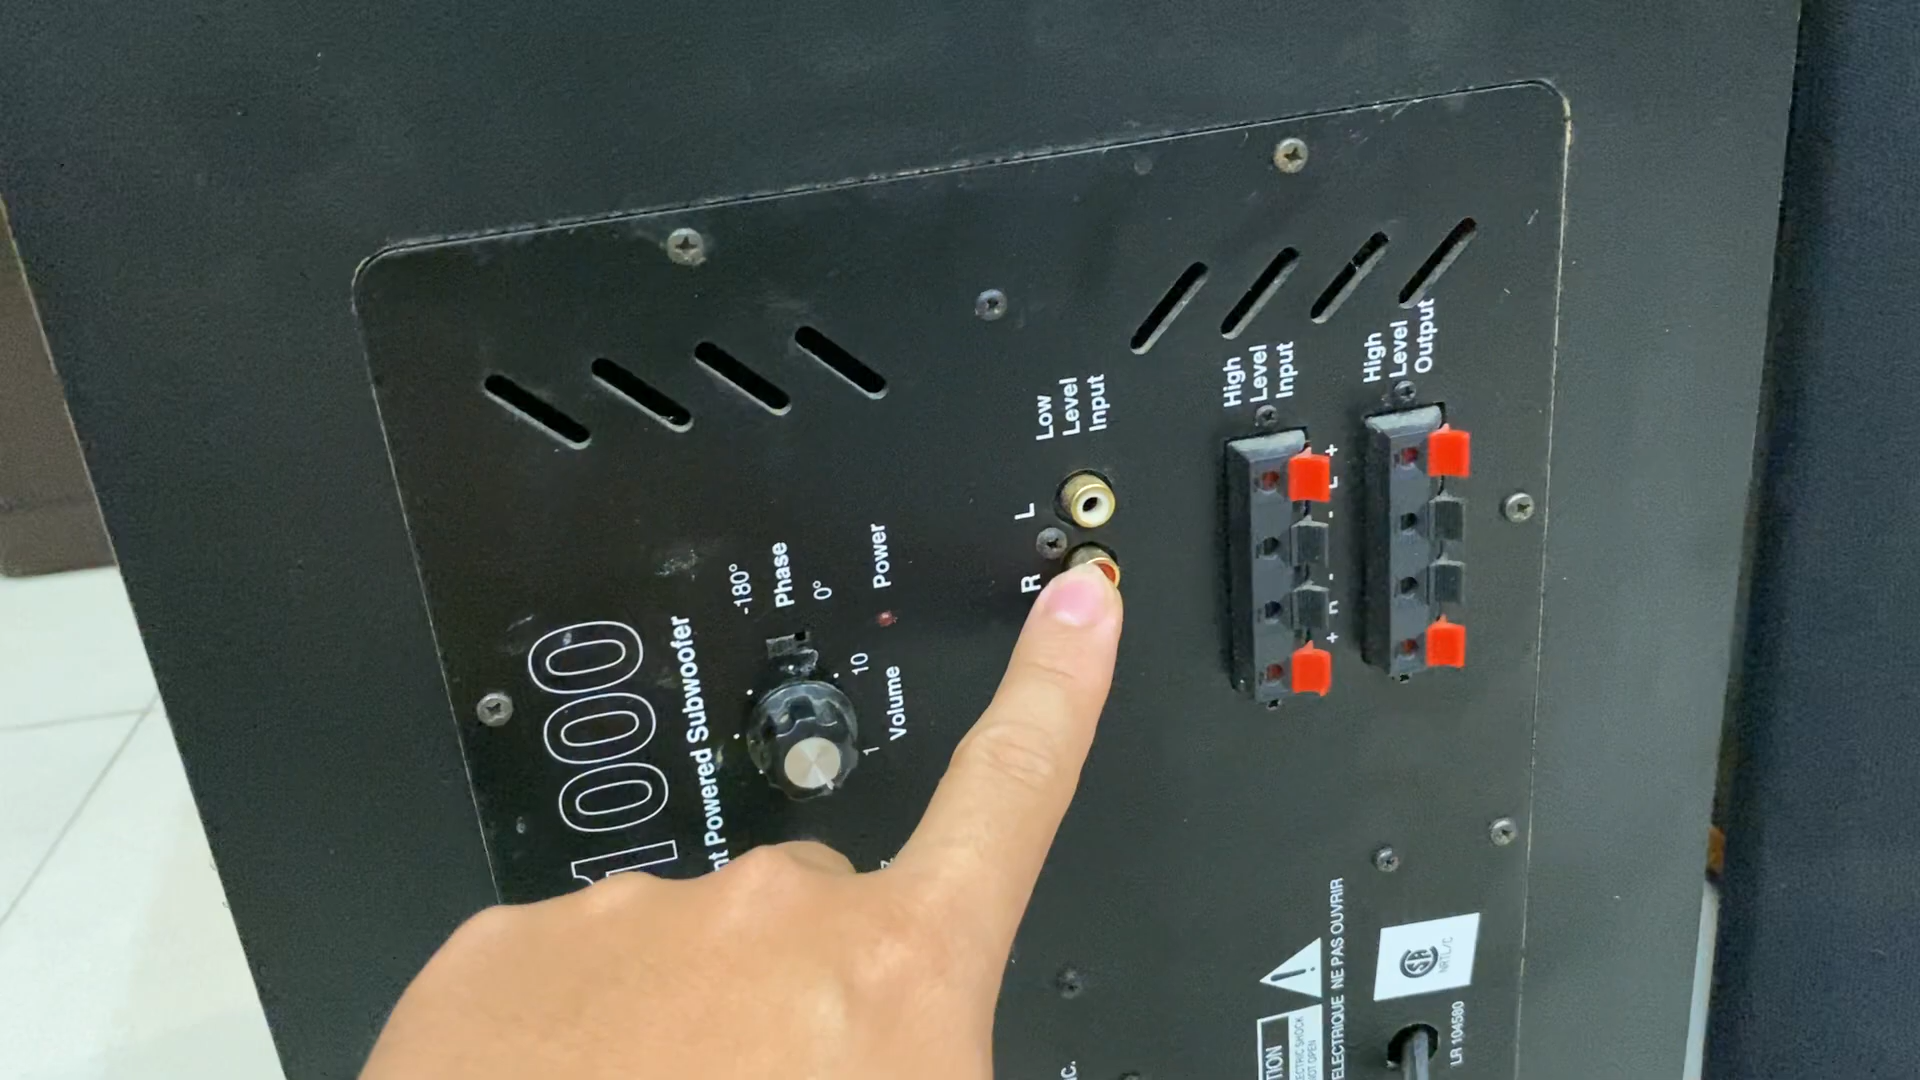 1000
Powered Subwoofer
-180°
Phase
0°
Power
10
Volume
1
Low
Level
Input
L
R
High
Level
Input
+
L
-
-
R
+
High
Level
Output
ELECTRIQUE NE PAS OUVRIR
NRTL/C
LR 104580